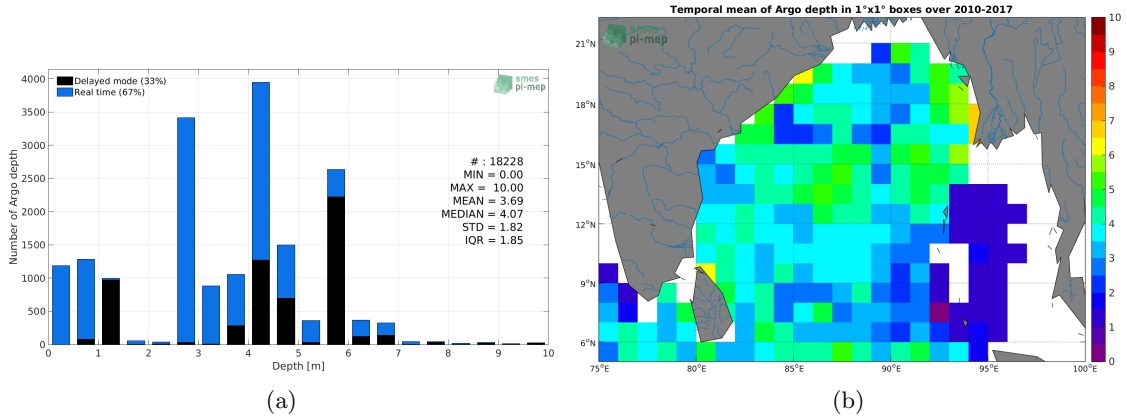 4000
3500
3000
2500
2000
1500
1000
500
0
Number of Argo depth
Delayed mode (33%)
Real time (67%)
smos
pi-mep
# : 18228
MIN = 0.00
MAX = 10.00
MEAN = 3.69
MEDIAN = 4.07
STD = 1.82
IQR = 1.85
0 1 2 3 4 5 6 7 8 9 10
Depth [m]
(a)
Temporal mean of Argo depth in 1°x1° boxes over 2010-2017
smos
pi-mep
21°N
18°N
15°N
12°N
9°N
6°N
75°E 80°E 85°E 90°E 95°E 100°E
10
9
8
7
6
5
4
3
2
1
0
(b)